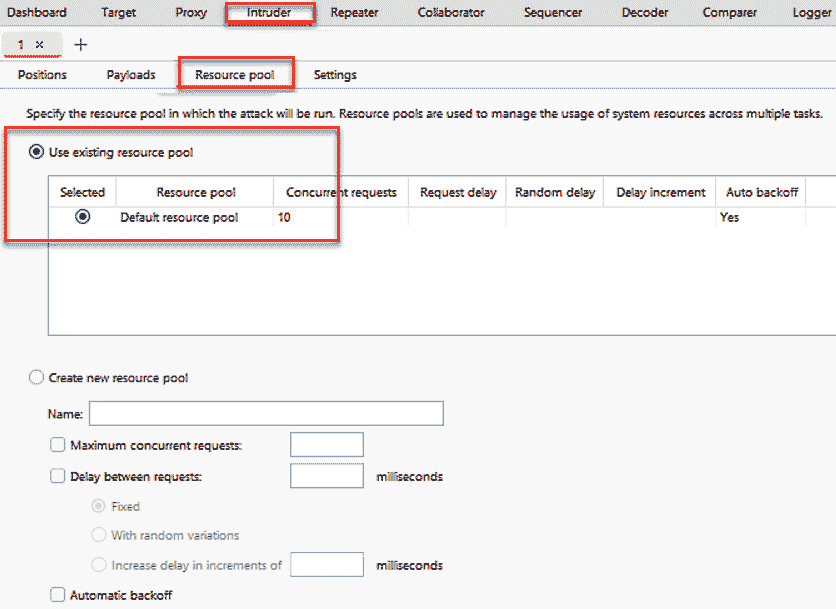 Dashboard Target Proxy Intruder Repeater Collaborator Sequencer Decoder Comparer Logger
1 × +
Positions Payloads Resource pool Settings
Specify the resource pool in which the attack will be run. Resource pools are used to manage the usage of system resources across multiple tasks.
Use existing resource pool
Selected Resource pool Concurrent requests Request delay Random delay Delay increment Auto backoff
Default resource pool 10 Yes
Create new resource pool
Name:
Maximum concurrent requests:
Delay between requests: milliseconds
Fixed
With random variations
Increase delay in increments of milliseconds
Automatic backoff